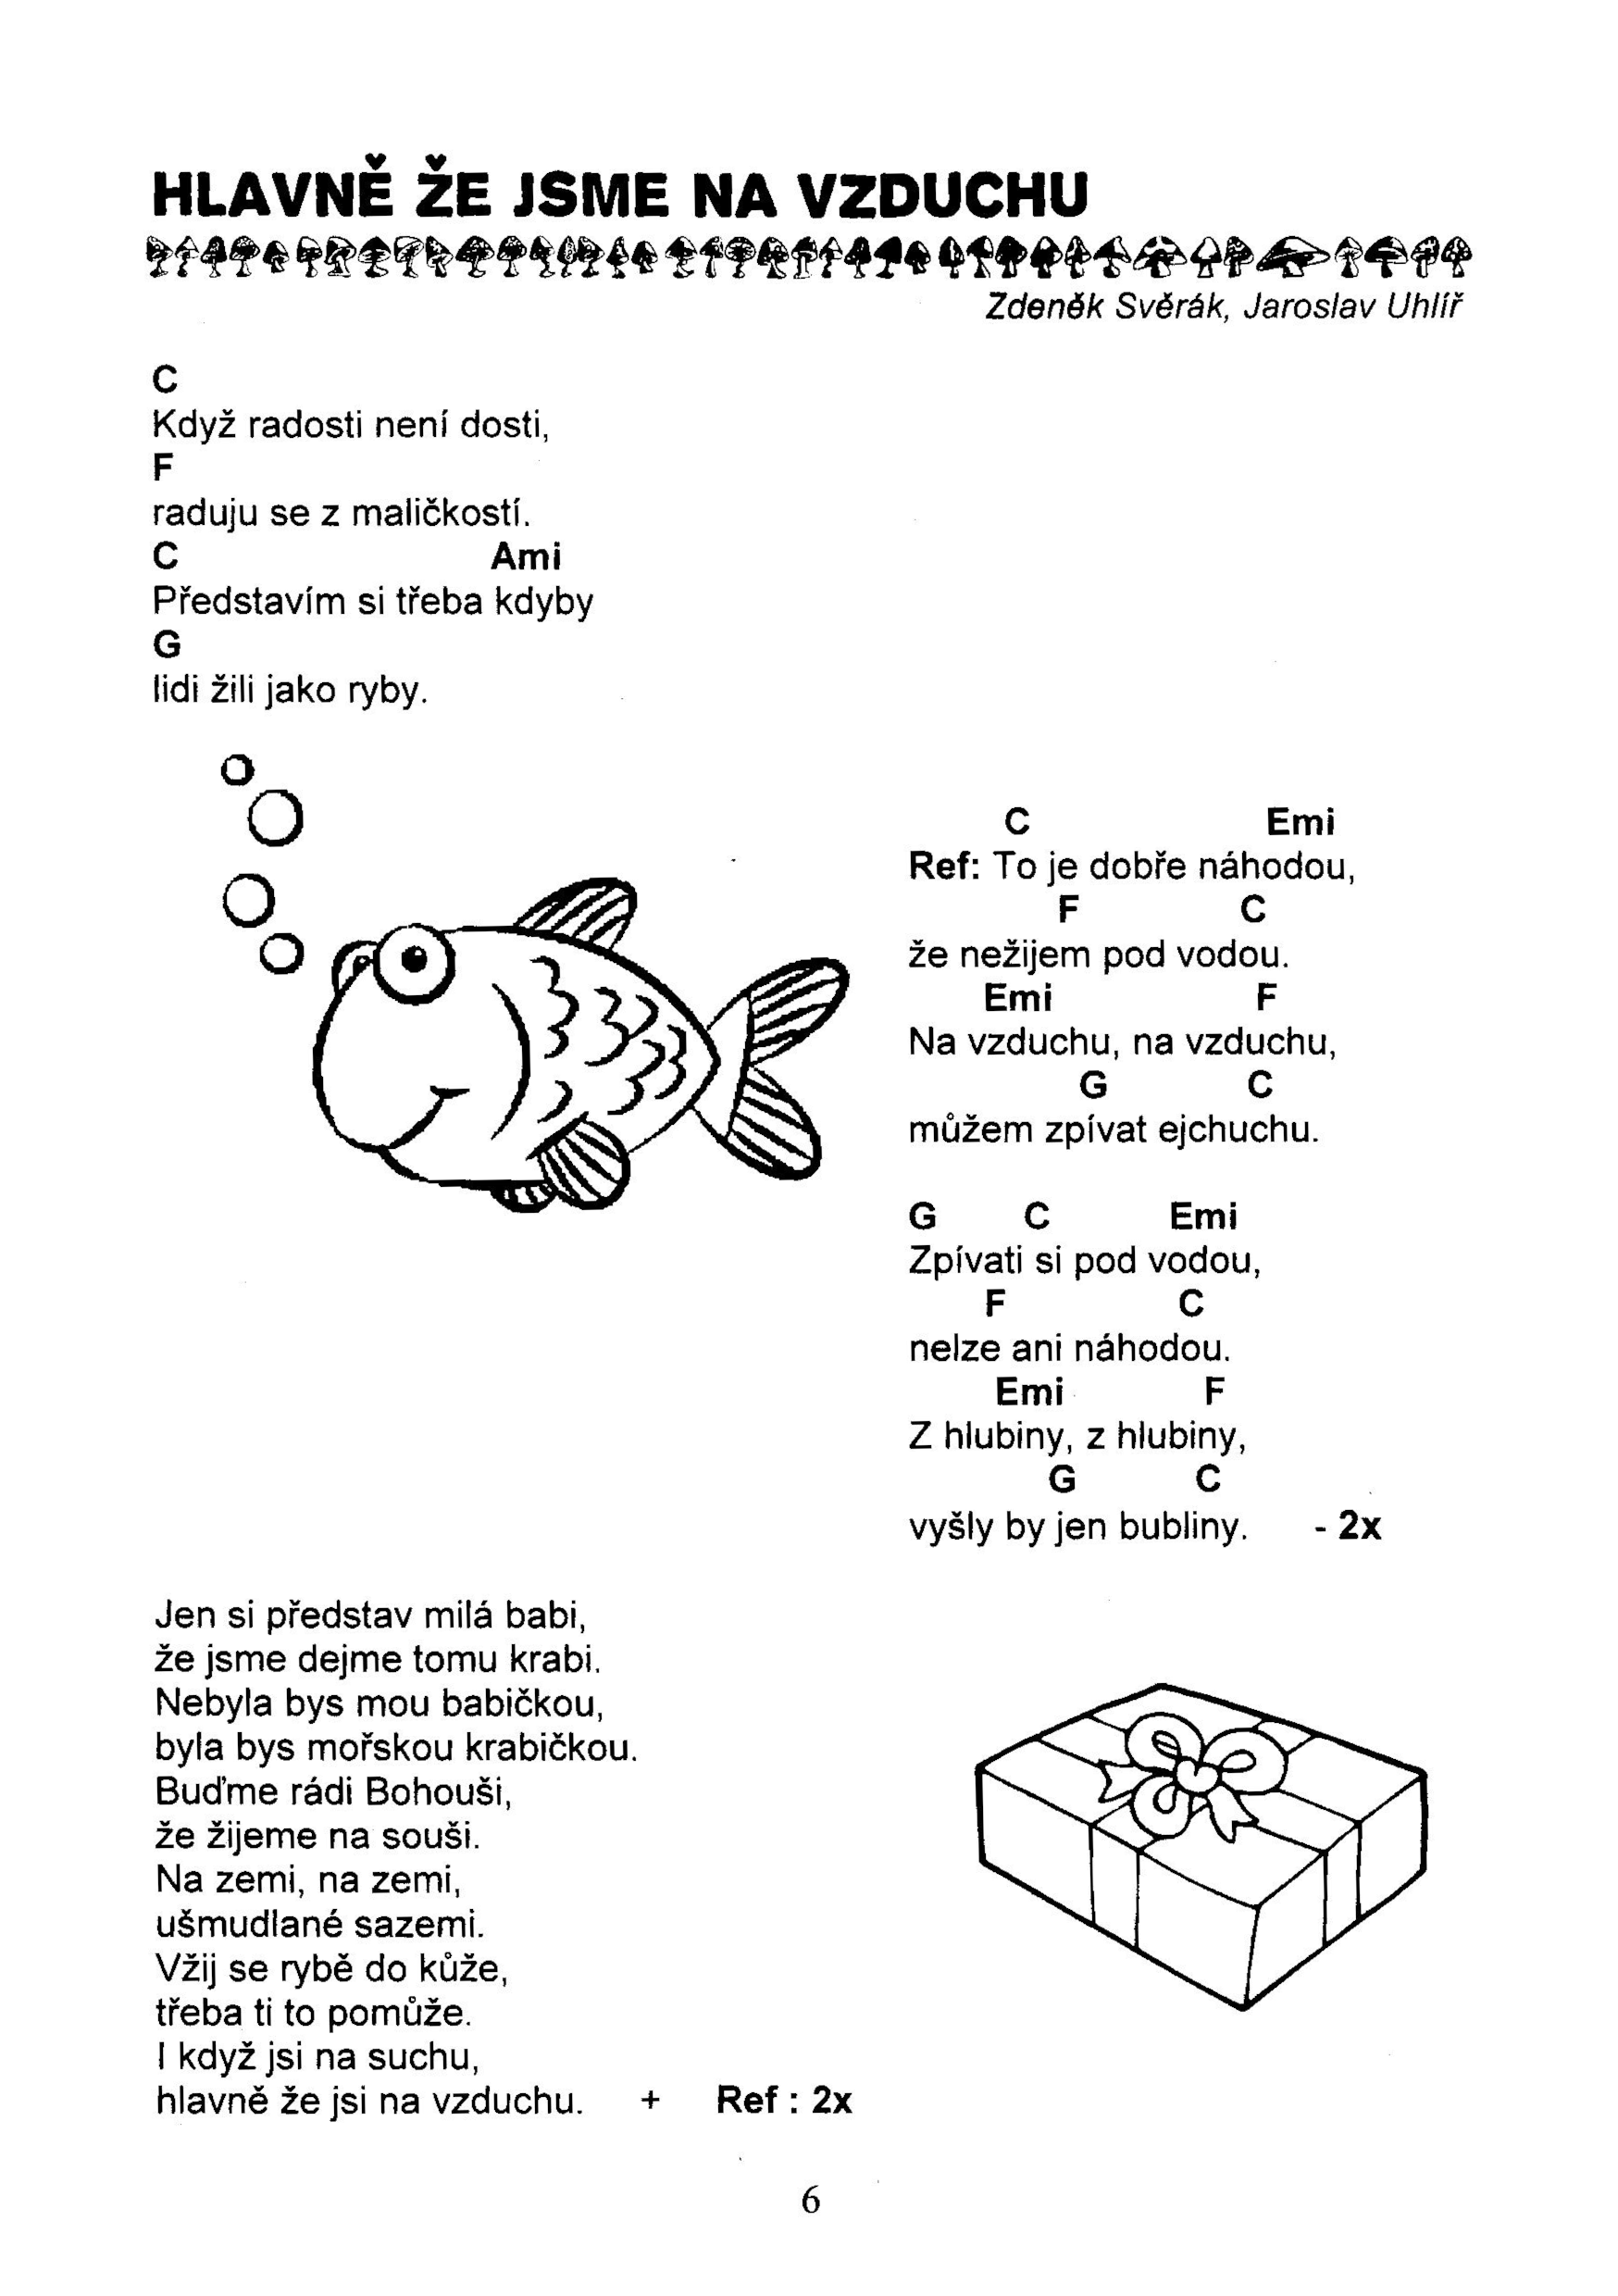 HLAVNĚ ŽE JSME NA VZDUCHU
Zdeněk Svěrák, Jaroslav Uhlíř
C
Když radosti není dosti,
F
raduju se z maličkostí.
C Ami
Představím si třeba kdyby
G
lidi žili jako ryby.
C Emi
Ref: To je dobře náhodou,
F C
že nežijem pod vodou.
Emi F
Na vzduchu, na vzduchu,
G C
můžem zpívat ejchuchu.
G C Emi
Zpívati si pod vodou,
F C
nelze ani náhodou.
Emi F
Z hlubiny, z hlubiny,
G C
vyšly by jen bubliny. - 2x
Jen si představ milá babi,
že jsme dejme tomu krabi.
Nebyla bys mou babičkou,
byla bys mořskou krabičkou.
Buďme rádi Bohouši,
že žijeme na souši.
Na zemi, na zemi,
ušmudlané sazemi.
Vžij se rybě do kůže,
třeba ti to pomůže.
I když jsi na suchu,
hlavně že jsi na vzduchu. + Ref : 2x
6